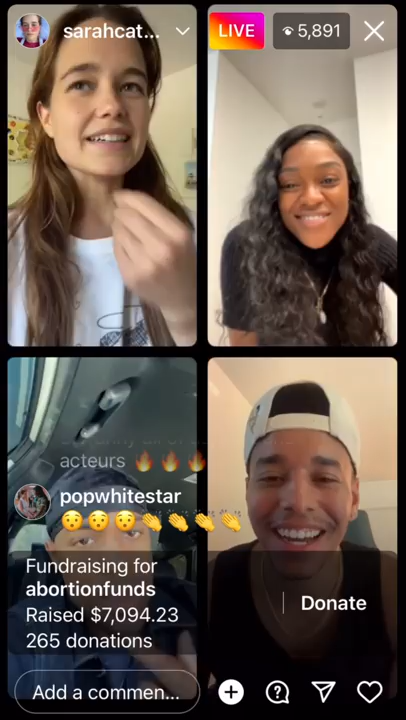 sarahcat...
LIVE
5,891
acteurs 🔥🔥🔥
popwhitestar
😯😯😯👏👏👏👏
Fundraising for
abortionfunds
Raised $7,094.23
265 donations
Donate
Add a commen...